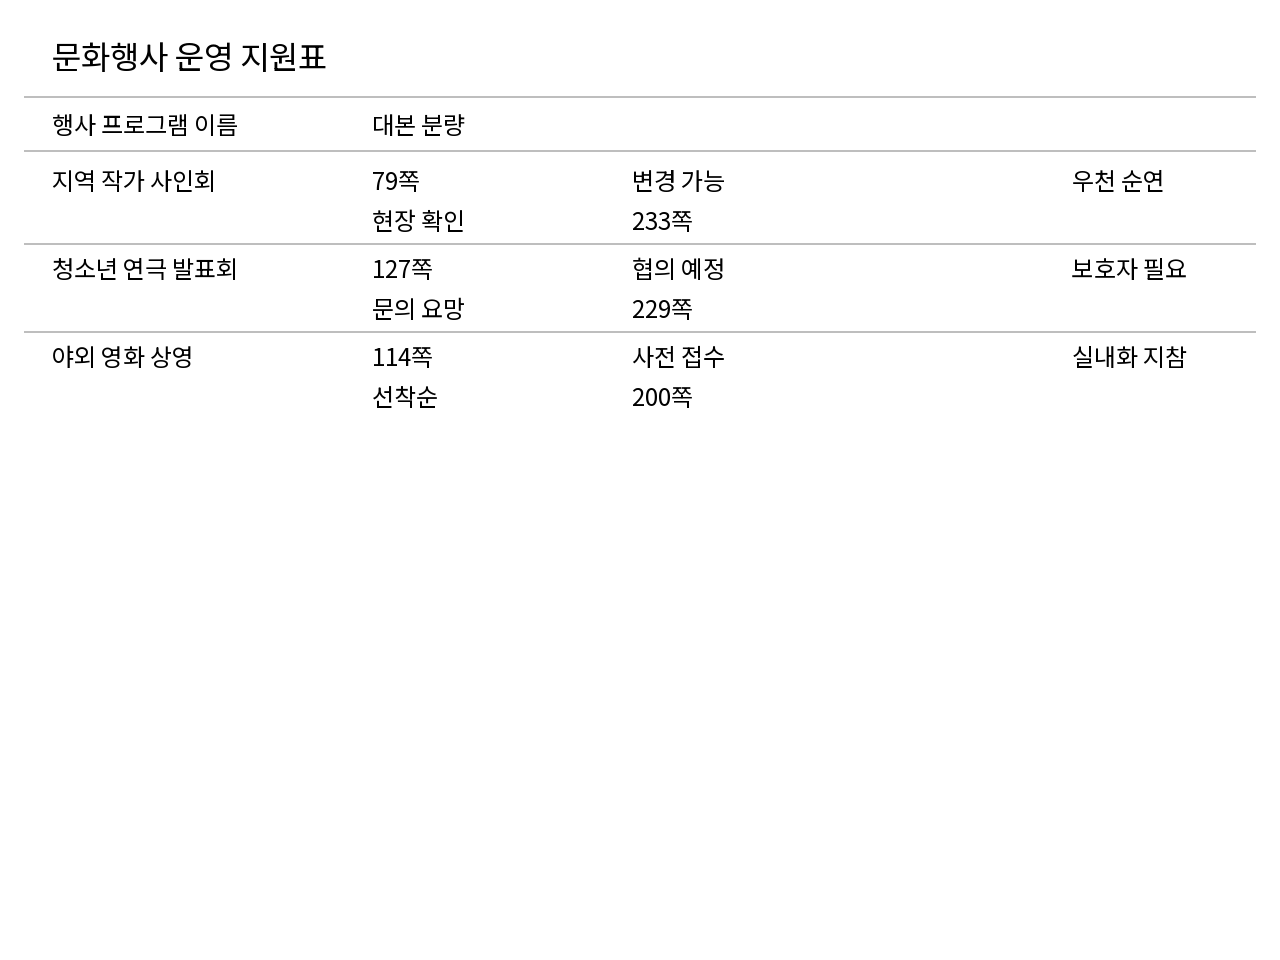 문화행사 운영 지원표
행사 프로그램 이름 대본 분량
지역 작가 사인회 79쪽 변경 가능 우천 순연
현장 확인 233쪽
청소년 연극 발표회 127쪽 협의 예정 보호자 필요
문의 요망 229쪽
야외 영화 상영 114쪽 사전 접수 실내화 지참
선착순 200쪽